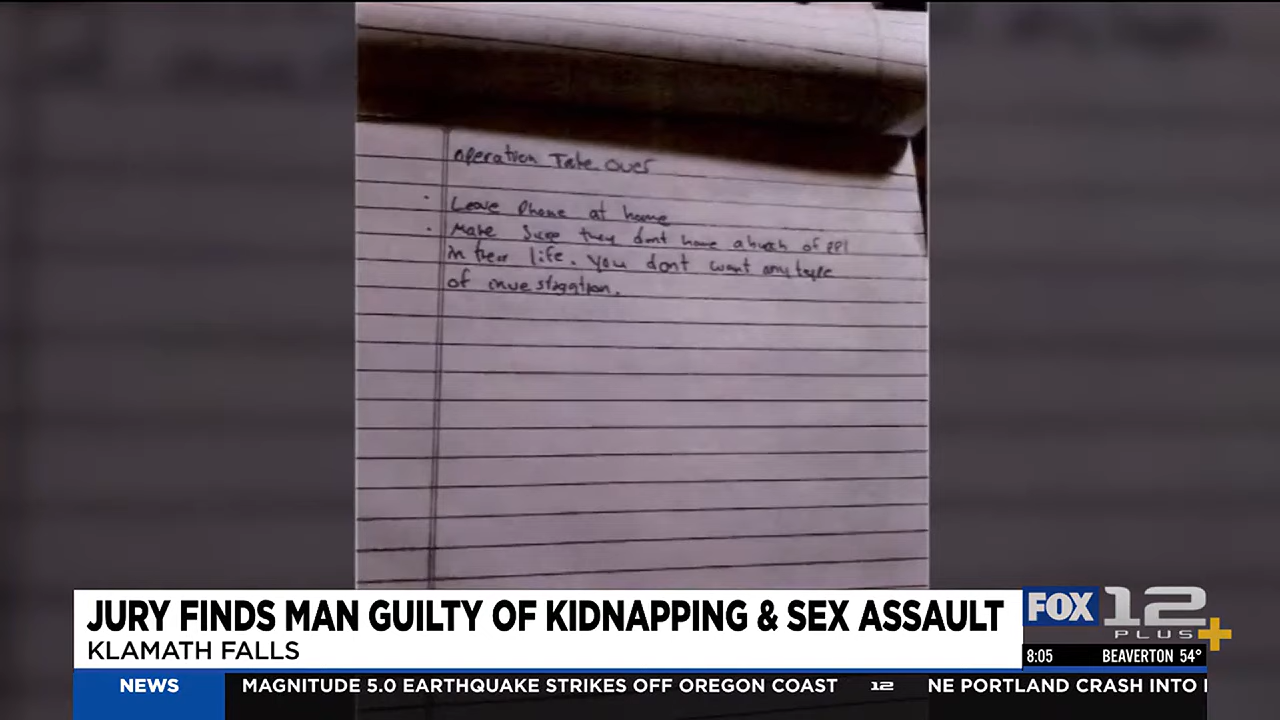 operation Take over
· Leave Phone at home
· Make Sure they dont have a bunch of ppl
in their life. You dont want any type
of investigation.
JURY FINDS MAN GUILTY OF KIDNAPPING & SEX ASSAULT
KLAMATH FALLS
FOX 12
PLUS+
8:05 BEAVERTON 54°
NEWS MAGNITUDE 5.0 EARTHQUAKE STRIKES OFF OREGON COAST 12 NE PORTLAND CRASH INTO